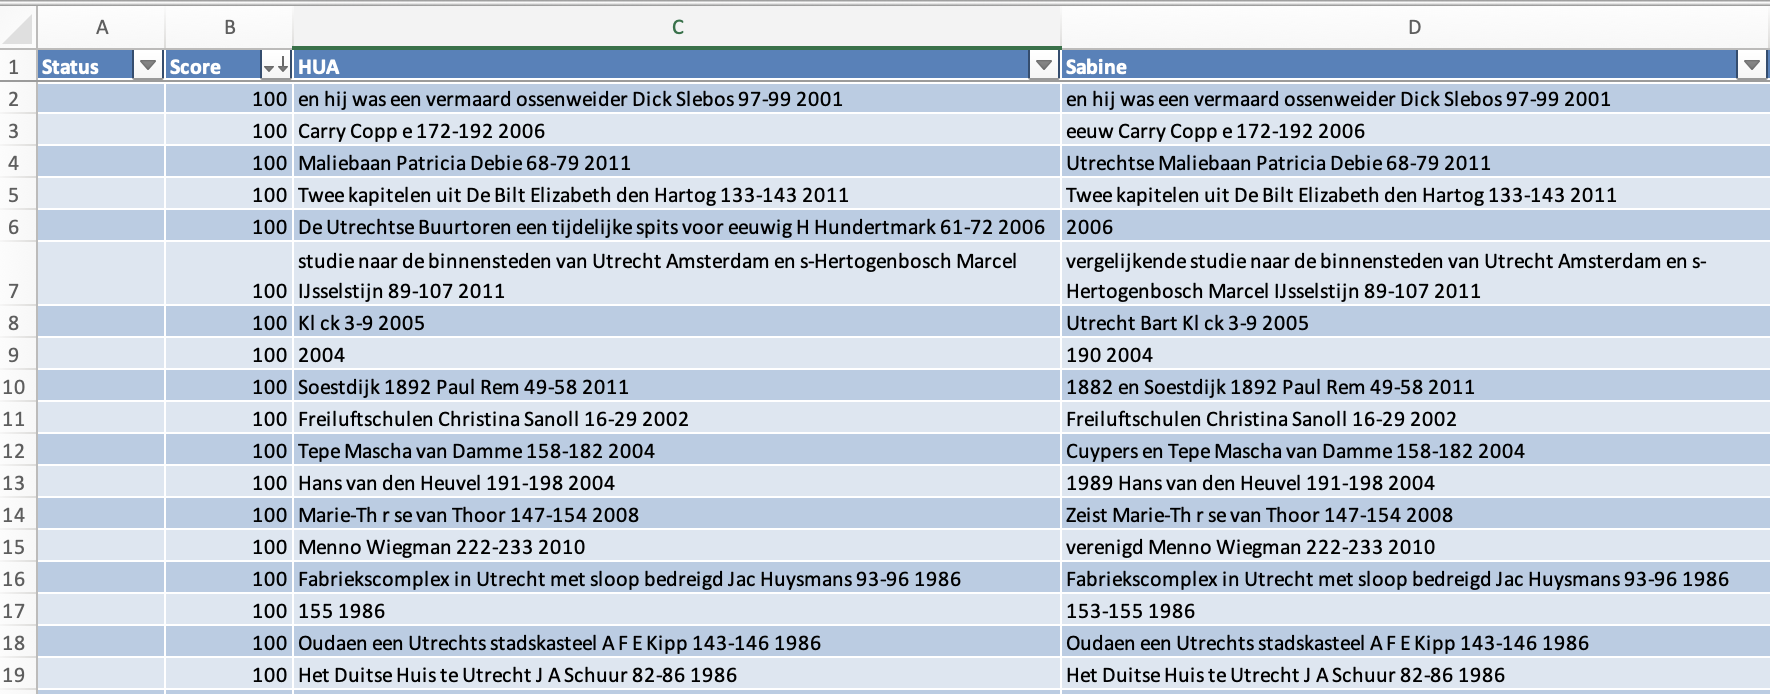 A B C D
1 Status Score HUA Sabine
2 100 en hij was een vermaard ossenweider Dick Slebos 97-99 2001 en hij was een vermaard ossenweider Dick Slebos 97-99 2001
3 100 Carry Copp e 172-192 2006 eeuw Carry Copp e 172-192 2006
4 100 Maliebaan Patricia Debie 68-79 2011 Utrechtse Maliebaan Patricia Debie 68-79 2011
5 100 Twee kapitelen uit De Bilt Elizabeth den Hartog 133-143 2011 Twee kapitelen uit De Bilt Elizabeth den Hartog 133-143 2011
6 100 De Utrechtse Buurtoren een tijdelijke spits voor eeuwig H Hundertmark 61-72 2006 2006
studie naar de binnensteden van Utrecht Amsterdam en s-Hertogenbosch Marcel vergelijkende studie naar de binnensteden van Utrecht Amsterdam en s-
7 100 IJsselstijn 89-107 2011 Hertogenbosch Marcel IJsselstijn 89-107 2011
8 100 Kl ck 3-9 2005 Utrecht Bart Kl ck 3-9 2005
9 100 2004 190 2004
10 100 Soestdijk 1892 Paul Rem 49-58 2011 1882 en Soestdijk 1892 Paul Rem 49-58 2011
11 100 Freiluftschulen Christina Sanoll 16-29 2002 Freiluftschulen Christina Sanoll 16-29 2002
12 100 Tepe Mascha van Damme 158-182 2004 Cuypers en Tepe Mascha van Damme 158-182 2004
13 100 Hans van den Heuvel 191-198 2004 1989 Hans van den Heuvel 191-198 2004
14 100 Marie-Th r se van Thoor 147-154 2008 Zeist Marie-Th r se van Thoor 147-154 2008
15 100 Menno Wiegman 222-233 2010 verenigd Menno Wiegman 222-233 2010
16 100 Fabriekscomplex in Utrecht met sloop bedreigd Jac Huysmans 93-96 1986 Fabriekscomplex in Utrecht met sloop bedreigd Jac Huysmans 93-96 1986
17 100 155 1986 153-155 1986
18 100 Oudaen een Utrechts stadskasteel A F E Kipp 143-146 1986 Oudaen een Utrechts stadskasteel A F E Kipp 143-146 1986
19 100 Het Duitse Huis te Utrecht J A Schuur 82-86 1986 Het Duitse Huis te Utrecht J A Schuur 82-86 1986